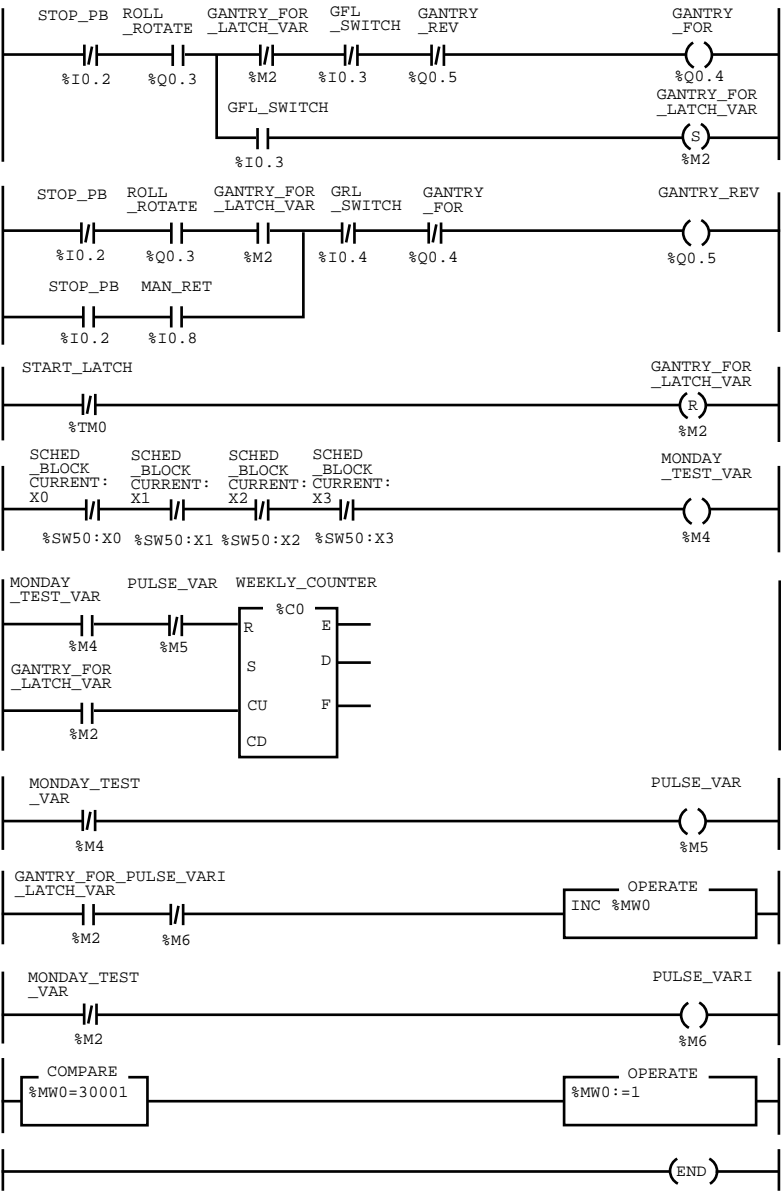 STOP_PB ROLL _ROTATE GANTRY_FOR _LATCH_VAR GFL _SWITCH GANTRY _REV GANTRY _FOR
%I0.2 %Q0.3 %M2 %I0.3 %Q0.5 %Q0.4
GFL_SWITCH GANTRY_FOR _LATCH_VAR
S
%I0.3 %M2
STOP_PB ROLL _ROTATE GANTRY_FOR _LATCH_VAR GRL _SWITCH GANTRY _FOR GANTRY_REV
%I0.2 %Q0.3 %M2 %I0.4 %Q0.4 %Q0.5
STOP_PB MAN_RET
%I0.2 %I0.8
START_LATCH GANTRY_FOR _LATCH_VAR
R
%TM0 %M2
SCHED _BLOCK CURRENT: X0 SCHED _BLOCK CURRENT: X1 SCHED _BLOCK CURRENT: X2 SCHED _BLOCK CURRENT: X3 MONDAY _TEST_VAR
%SW50:X0 %SW50:X1 %SW50:X2 %SW50:X3 %M4
MONDAY _TEST_VAR PULSE_VAR WEEKLY_COUNTER
%C0
R E
%M4 %M5
GANTRY_FOR _LATCH_VAR
S D
CU F
%M2
CD
MONDAY_TEST _VAR PULSE_VAR
%M4 %M5
GANTRY_FOR_PULSE_VARI
_LATCH_VAR
OPERATE
INC %MW0
%M2 %M6
MONDAY_TEST _VAR PULSE_VARI
%M2 %M6
COMPARE OPERATE
%MW0=30001 %MW0:=1
END